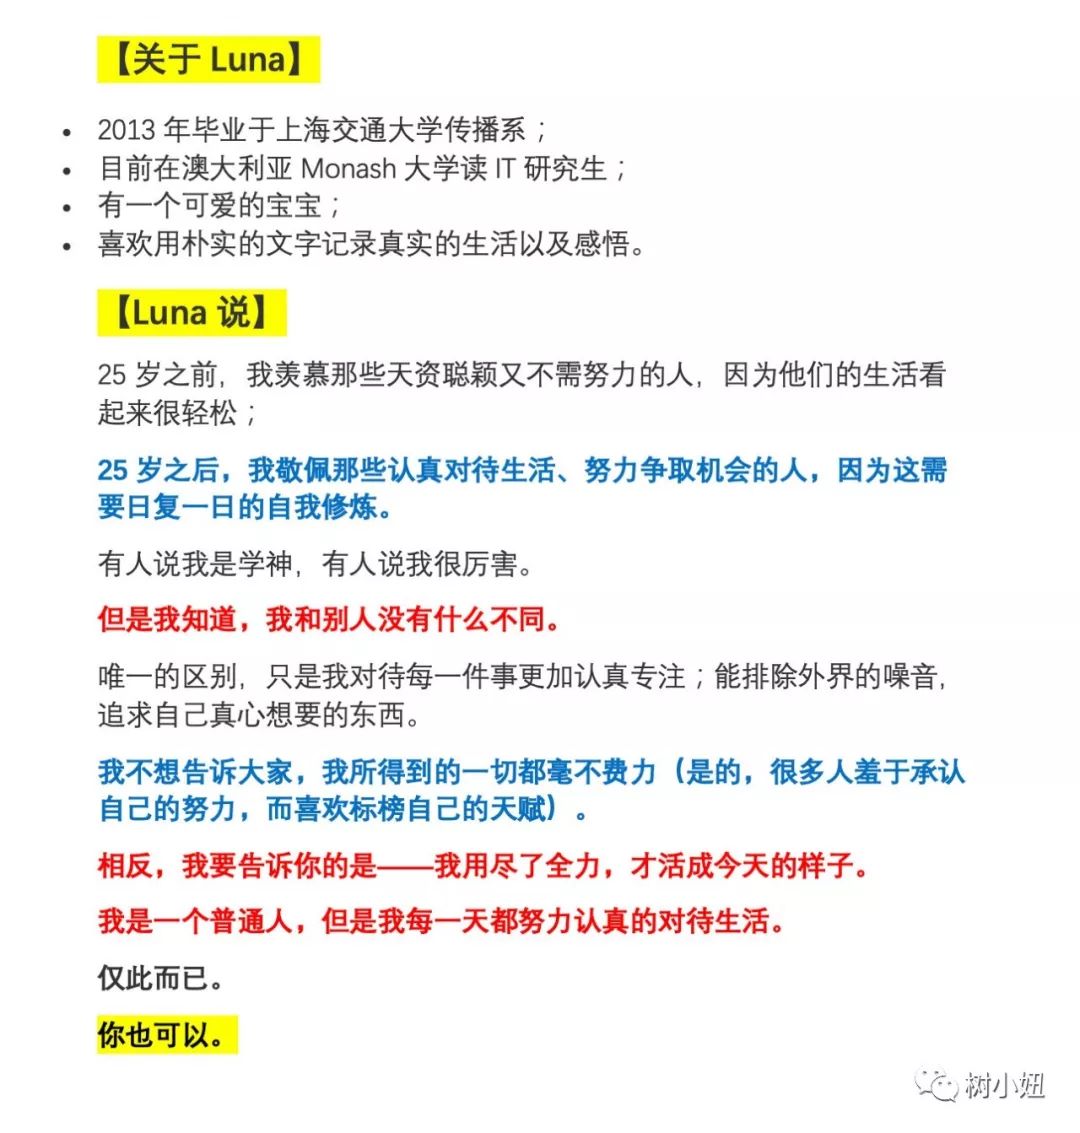 【关于 Luna】
• 2013 年毕业于上海交通大学传播系；
• 目前在澳大利亚 Monash 大学读 IT 研究生；
• 有一个可爱的宝宝；
• 喜欢用朴实的文字记录真实的生活以及感悟。
【Luna 说】
25 岁之前，我羡慕那些天资聪颖又不需努力的人，因为他们的生活看
起来很轻松；
25 岁之后，我敬佩那些认真对待生活、努力争取机会的人，因为这需
要日复一日的自我修炼。
有人说我是学神，有人说我很厉害。
但是我知道，我和别人没有什么不同。
唯一的区别，只是我对待每一件事更加认真专注；能排除外界的噪音，
追求自己真心想要的东西。
我不想告诉大家，我所得到的一切都毫不费力（是的，很多人羞于承认
自己的努力，而喜欢标榜自己的天赋）。
相反，我要告诉你的是——我用尽了全力，才活成今天的样子。
我是一个普通人，但是我每一天都努力认真的对待生活。
仅此而已。
你也可以。
树小妞